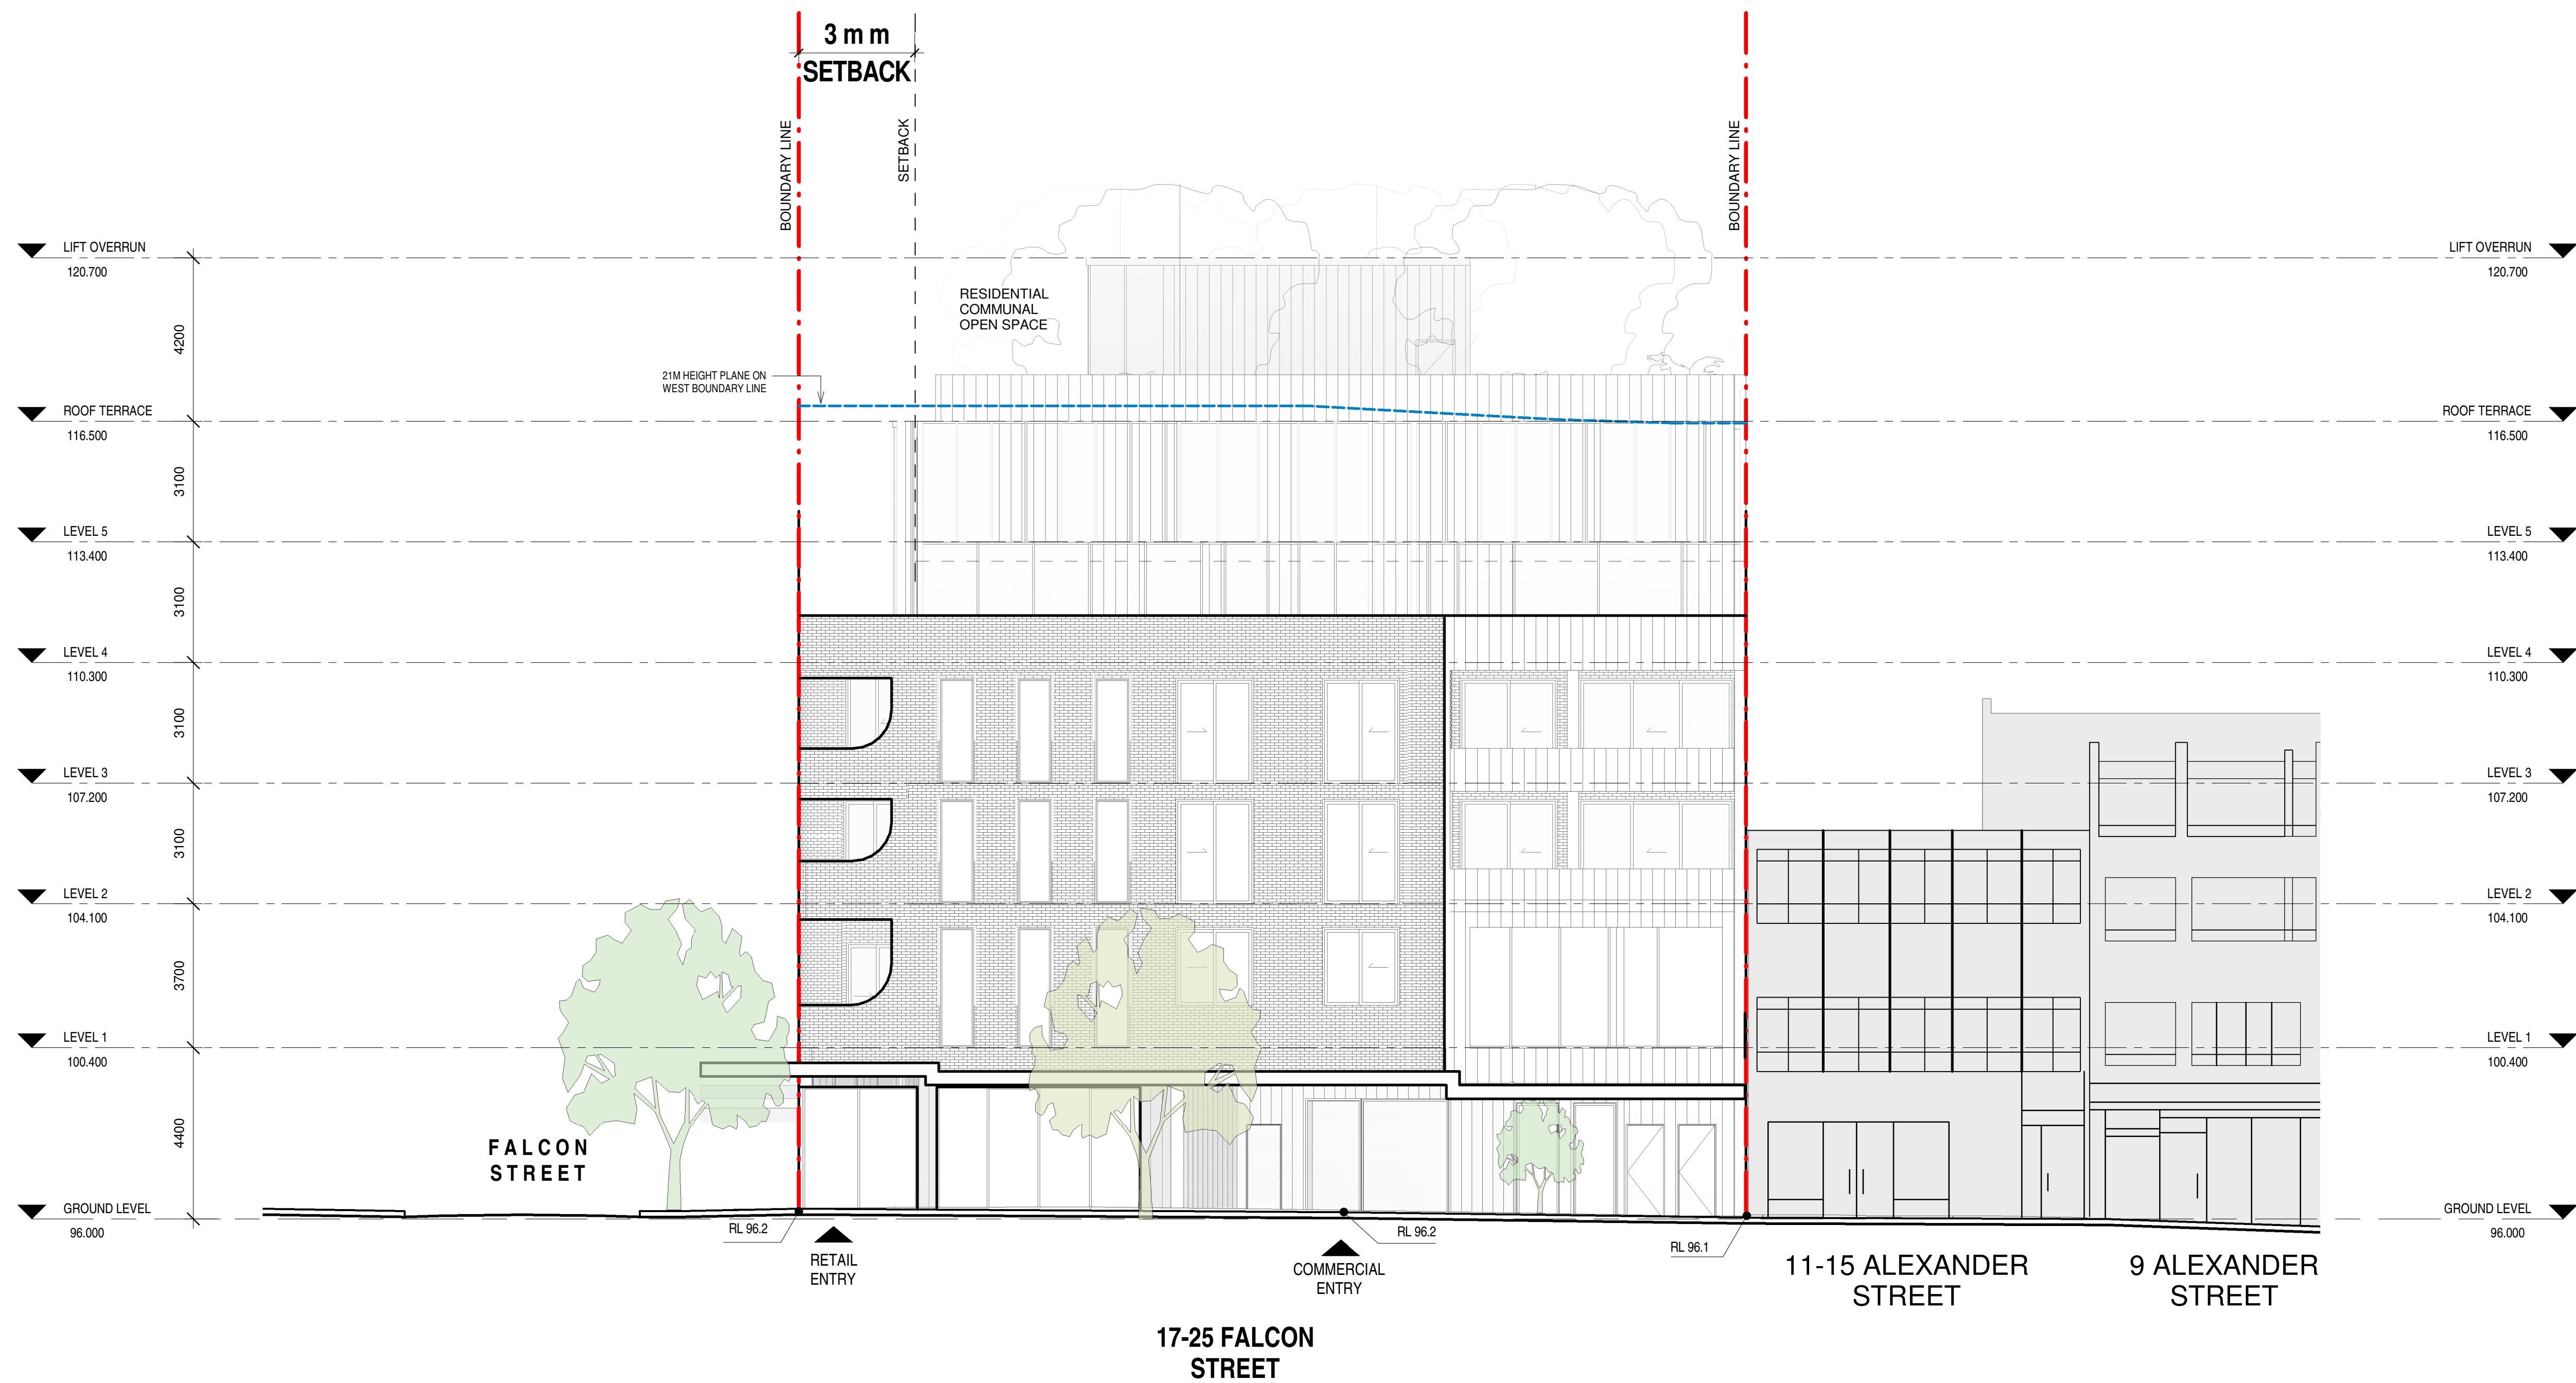 3 m m
SETBACK
BOUNDARY LINE
SETBACK
BOUNDARY LINE
LIFT OVERRUN
120.700
LIFT OVERRUN
120.700
RESIDENTIAL
COMMUNAL
OPEN SPACE
4200
21M HEIGHT PLANE ON
WEST BOUNDARY LINE
ROOF TERRACE
116.500
ROOF TERRACE
116.500
3100
LEVEL 5
113.400
LEVEL 5
113.400
3100
LEVEL 4
110.300
LEVEL 4
110.300
3100
LEVEL 3
107.200
LEVEL 3
107.200
3100
LEVEL 2
104.100
LEVEL 2
104.100
3700
LEVEL 1
100.400
LEVEL 1
100.400
4400
FALCON
STREET
GROUND LEVEL
96.000
GROUND LEVEL
96.000
RL 96.2
RL 96.2
RL 96.1
RETAIL
ENTRY
COMMERCIAL
ENTRY
11-15 ALEXANDER
STREET
9 ALEXANDER
STREET
17-25 FALCON
STREET